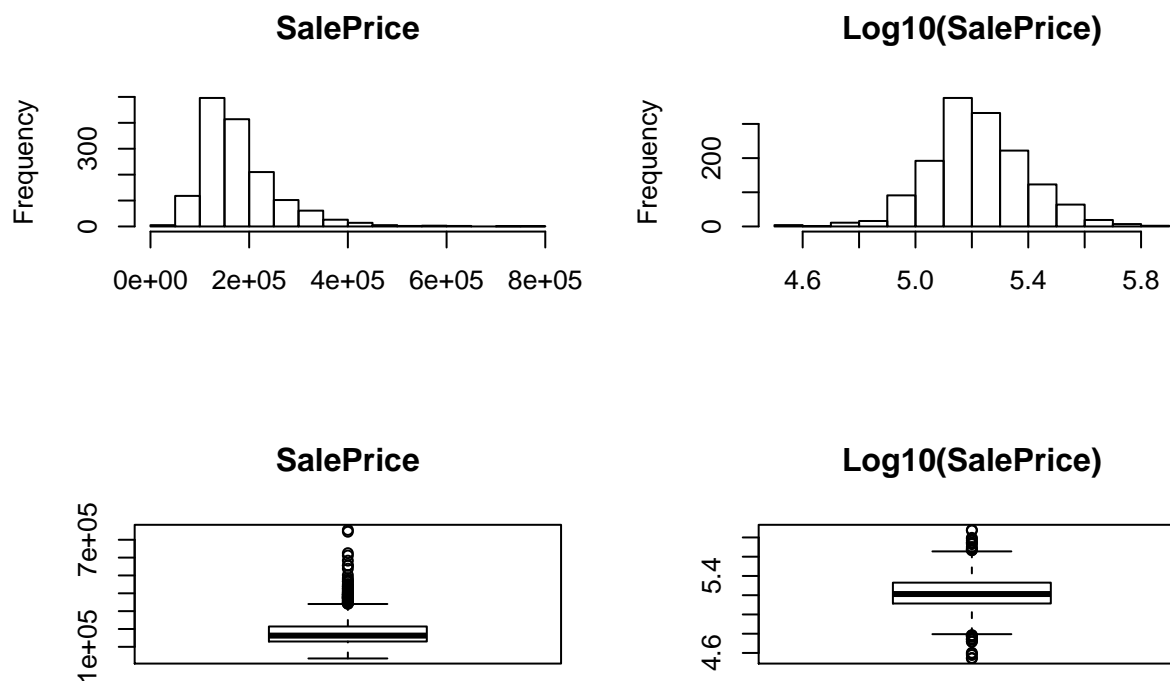 SalePrice
Log10(SalePrice)
Frequency
0 300
0e+00 2e+05 4e+05 6e+05 8e+05
Frequency
0 200
4.6 5.0 5.4 5.8
SalePrice
Log10(SalePrice)
1e+05 7e+05
4.6 5.4